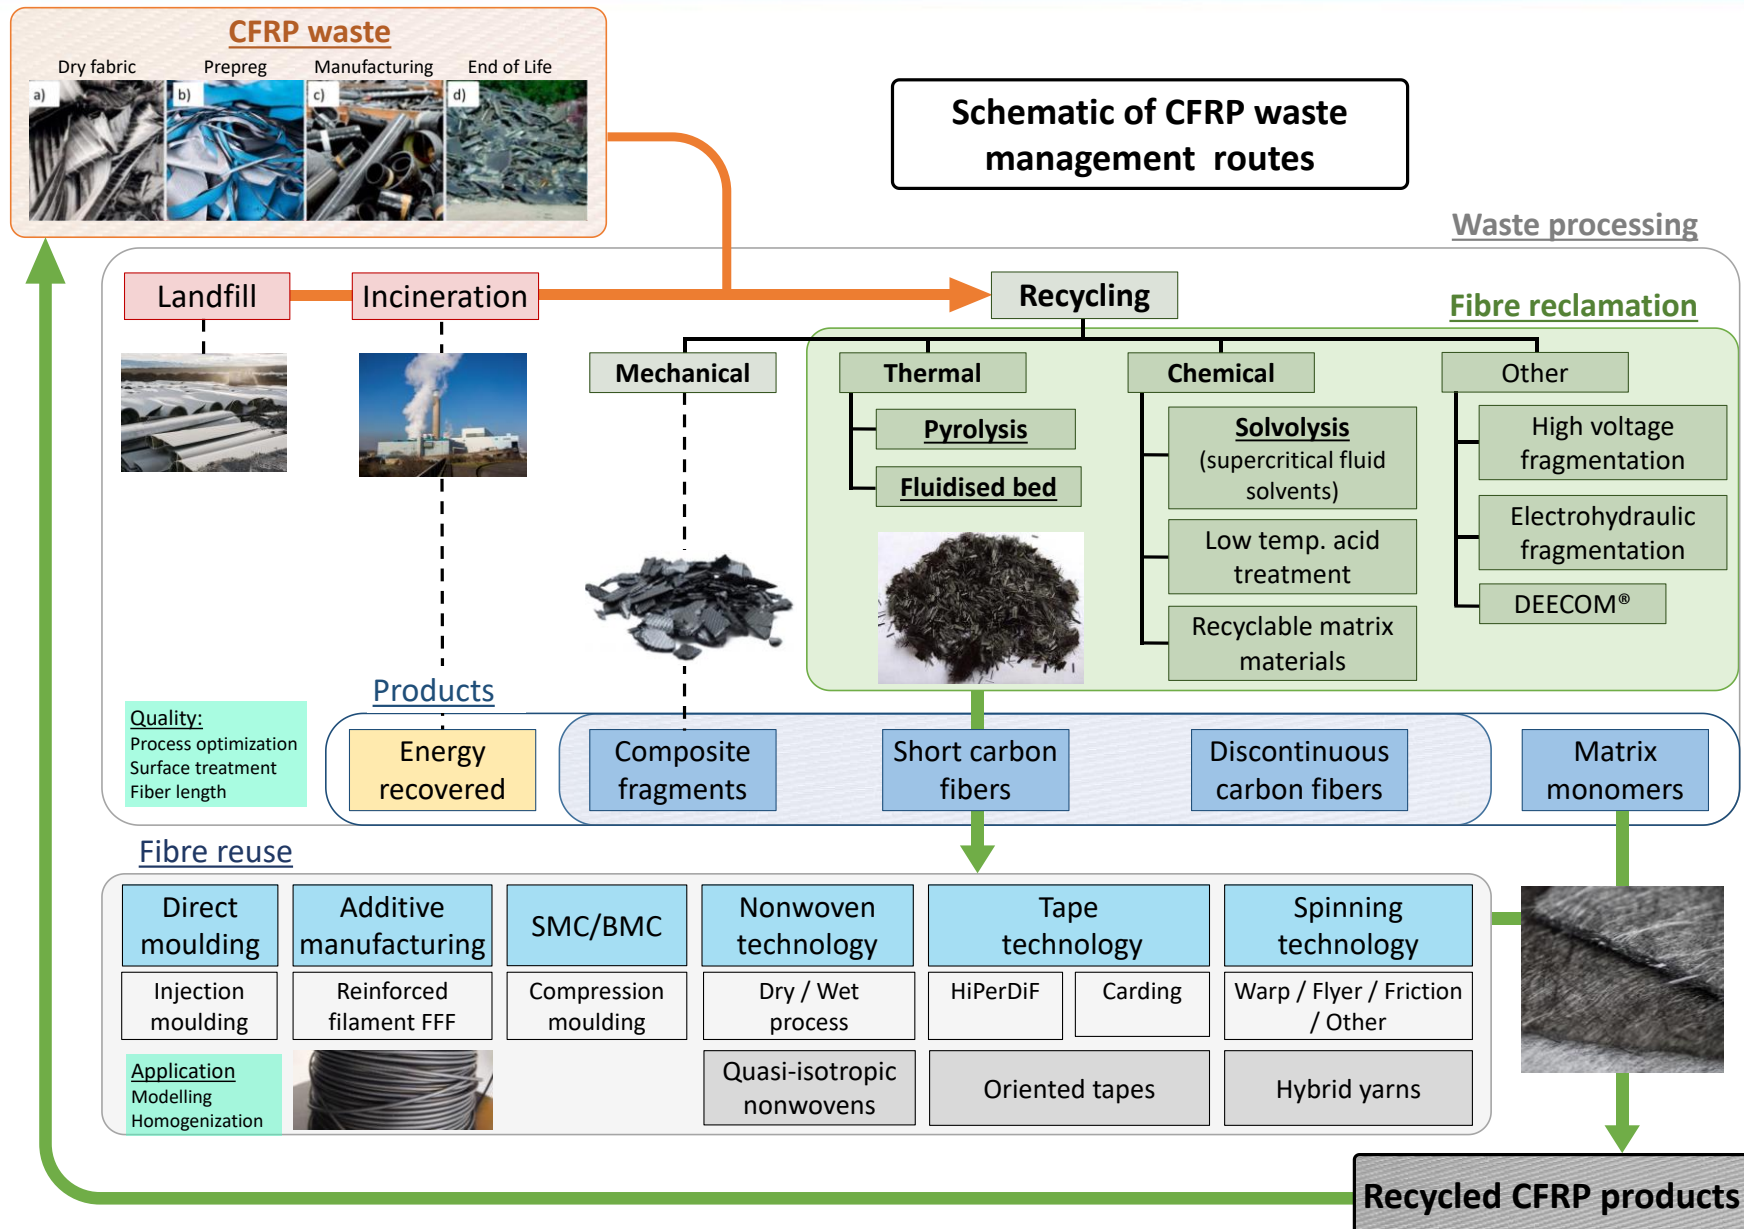 CFRP waste
Dry fabric
Prepreg
Manufacturing
End of Life
a)
b)
c)
d)
Schematic of CFRP waste
management routes
Waste processing
Landfill
Incineration
Recycling
Fibre reclamation
Mechanical
Thermal
Chemical
Other
Pyrolysis
Fluidised bed
Solvolysis
(supercritical fluid
solvents)
Low temp. acid
treatment
Recyclable matrix
materials
High voltage
fragmentation
Electrohydraulic
fragmentation
DEECOM®
Products
Quality:
Process optimization
Surface treatment
Fiber length
Energy
recovered
Composite
fragments
Short carbon
fibers
Discontinuous
carbon fibers
Matrix
monomers
Fibre reuse
Direct
moulding
Additive
manufacturing
SMC/BMC
Nonwoven
technology
Tape
technology
Spinning
technology
Injection
moulding
Reinforced
filament FFF
Compression
moulding
Dry / Wet
process
HiPerDiF
Carding
Warp / Flyer / Friction
/ Other
Application
Modelling
Homogenization
Quasi-isotropic
nonwovens
Oriented tapes
Hybrid yarns
Recycled CFRP products